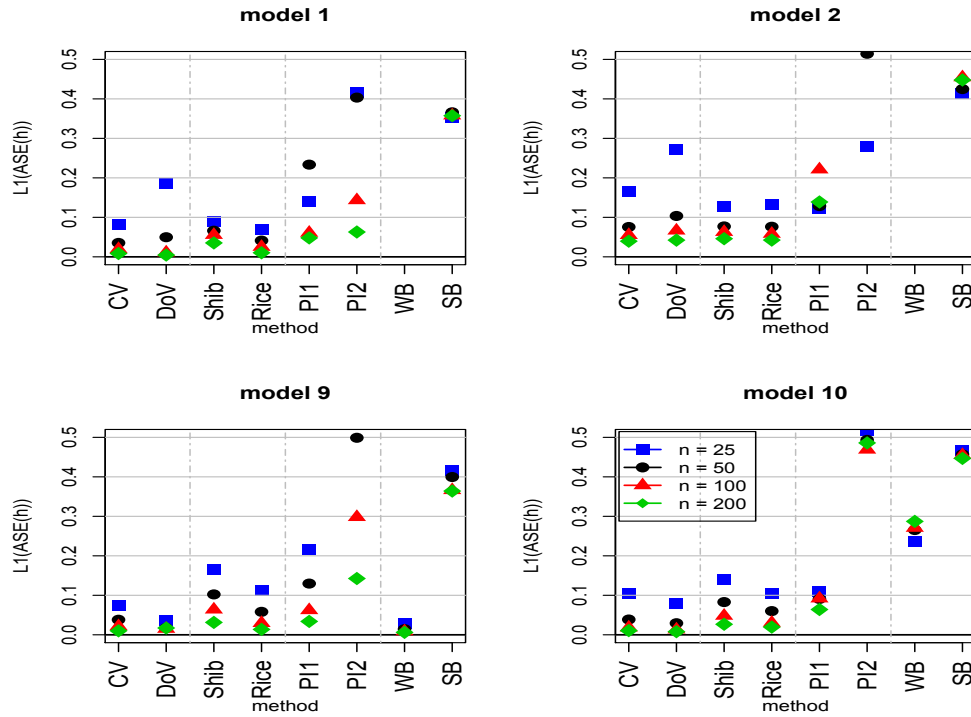 model 1
L1(ASE(h))
0.5
0.4
0.3
0.2
0.1
0.0
CV
DoV
Shib
Rice
PI1
PI2
WB
SB
method
model 2
L1(ASE(h))
0.5
0.4
0.3
0.2
0.1
0.0
CV
DoV
Shib
Rice
PI1
PI2
WB
SB
method
model 9
L1(ASE(h))
0.5
0.4
0.3
0.2
0.1
0.0
CV
DoV
Shib
Rice
PI1
PI2
WB
SB
method
model 10
L1(ASE(h))
0.5
0.4
0.3
0.2
0.1
0.0
n = 25
n = 50
n = 100
n = 200
CV
DoV
Shib
Rice
PI1
PI2
WB
SB
method